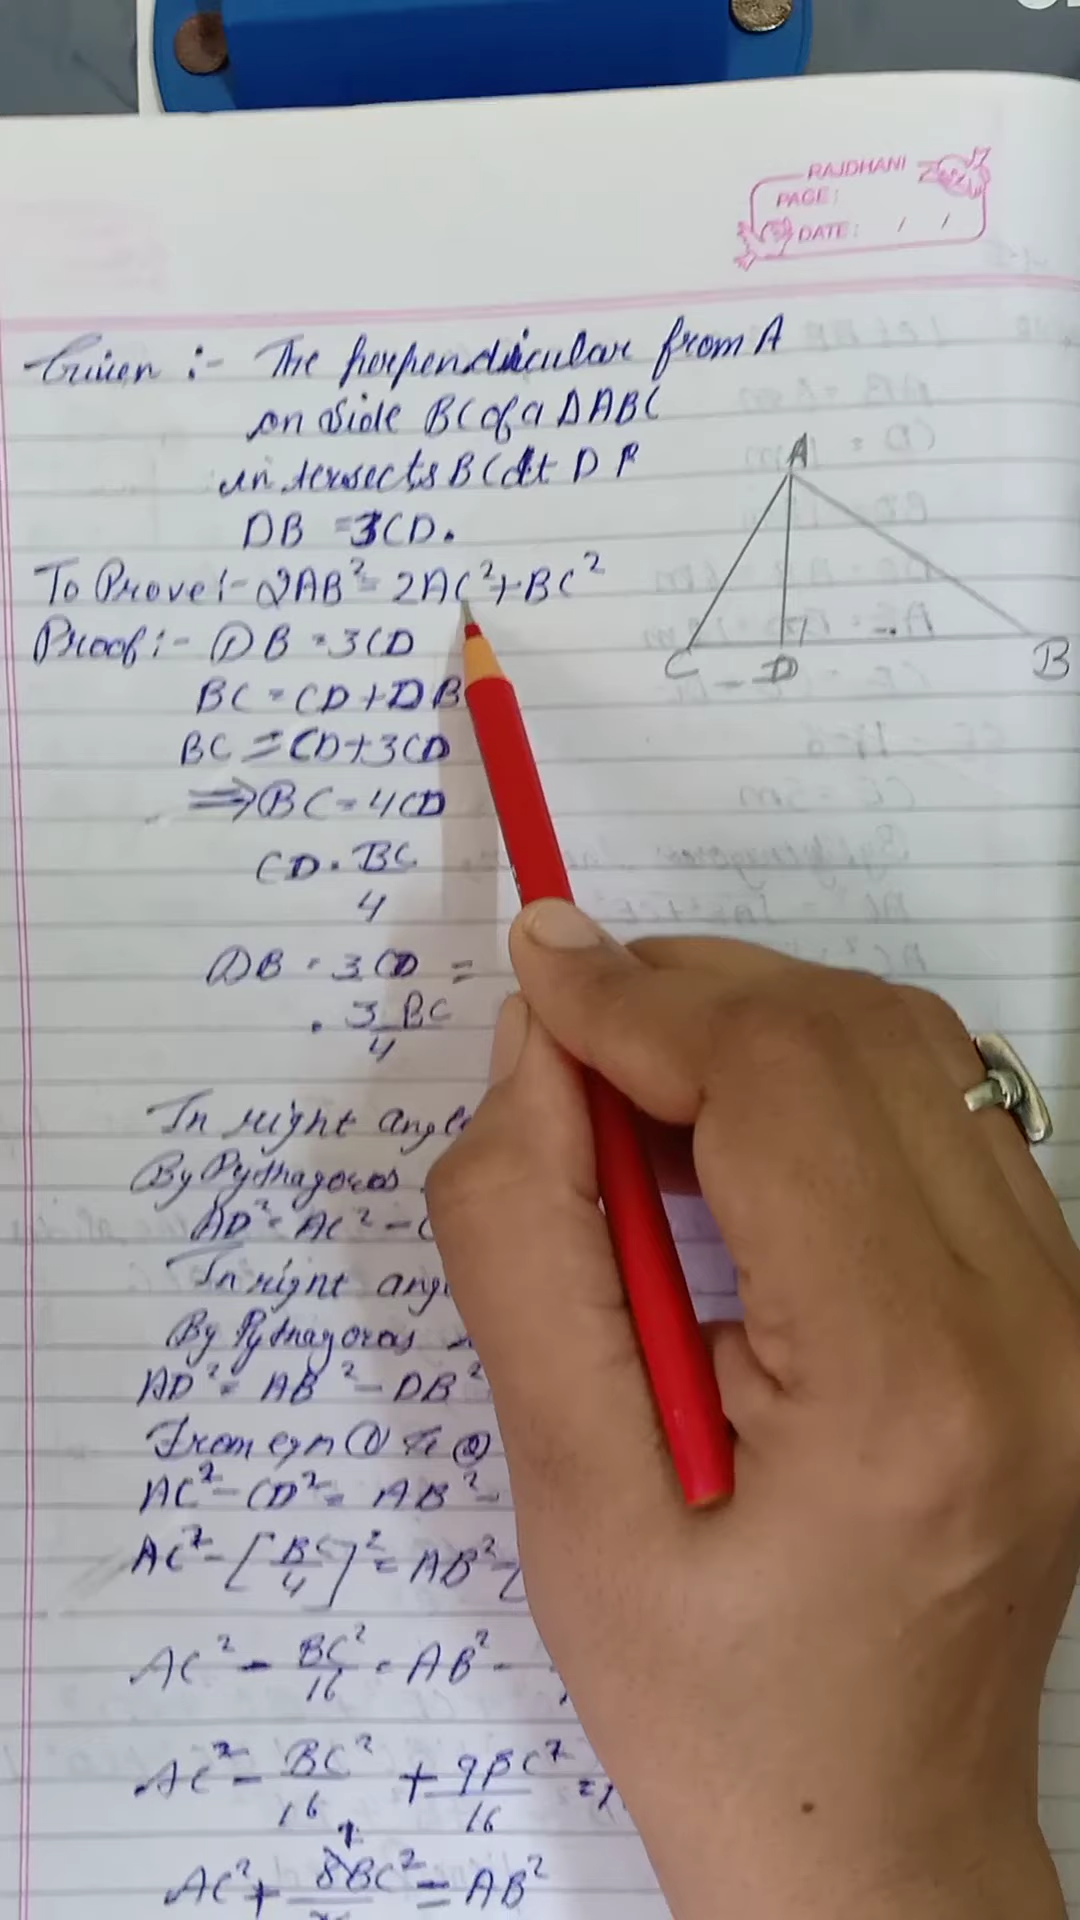 RAJDHANI
PAGE:
DATE: / /
Given :- The perpendicular from A
on side BC of a ΔABC
intersects BC at D
DB = 3CD.
To Prove :- 2AB² = 2AC² + BC²
Proof :- DB = 3CD
BC = CD + DB
BC = CD + 3CD
⇒ BC = 4CD
CD = BC/4
DB = 3CD =
= 3BC/4
In right angle
By Pythagoras
AD² = AC² -
In right ang
By Pythagoras
AD² = AB² - DB²
From eqn ① & ②
AC² - CD² = AB² -
AC² - [BC/4]² = AB² - [
AC² - BC²/16 = AB² -
AC² - BC²/16 + 9BC²/16 =
AC² + 8BC² = AB²
A
C D B